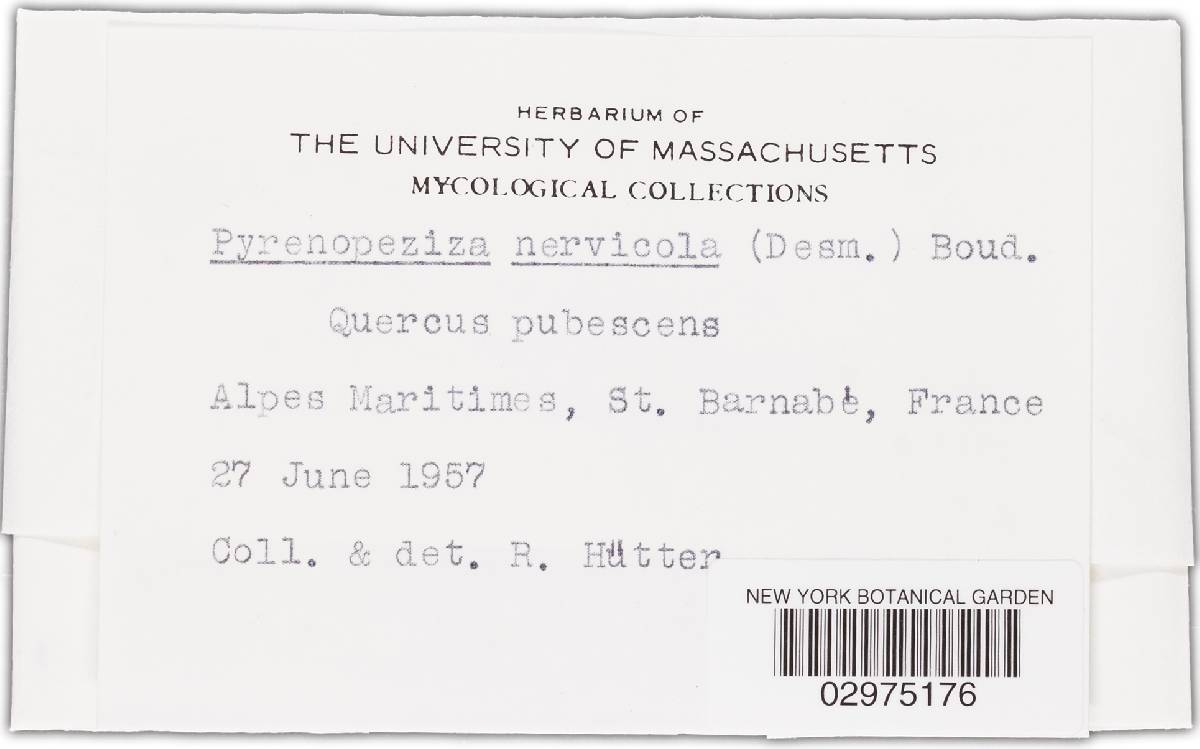 HERBARIUM OF
THE UNIVERSITY OF MASSACHUSETTS
MYCOLOGICAL COLLECTIONS
Pyrenopeziza nervicola (Desm.) Boud.
Quercus pubescens
Alpes Maritimes, St. Barnabé, France
27 June 1957
Coll. & det. R. Hütter
NEW YORK BOTANICAL GARDEN
02975176